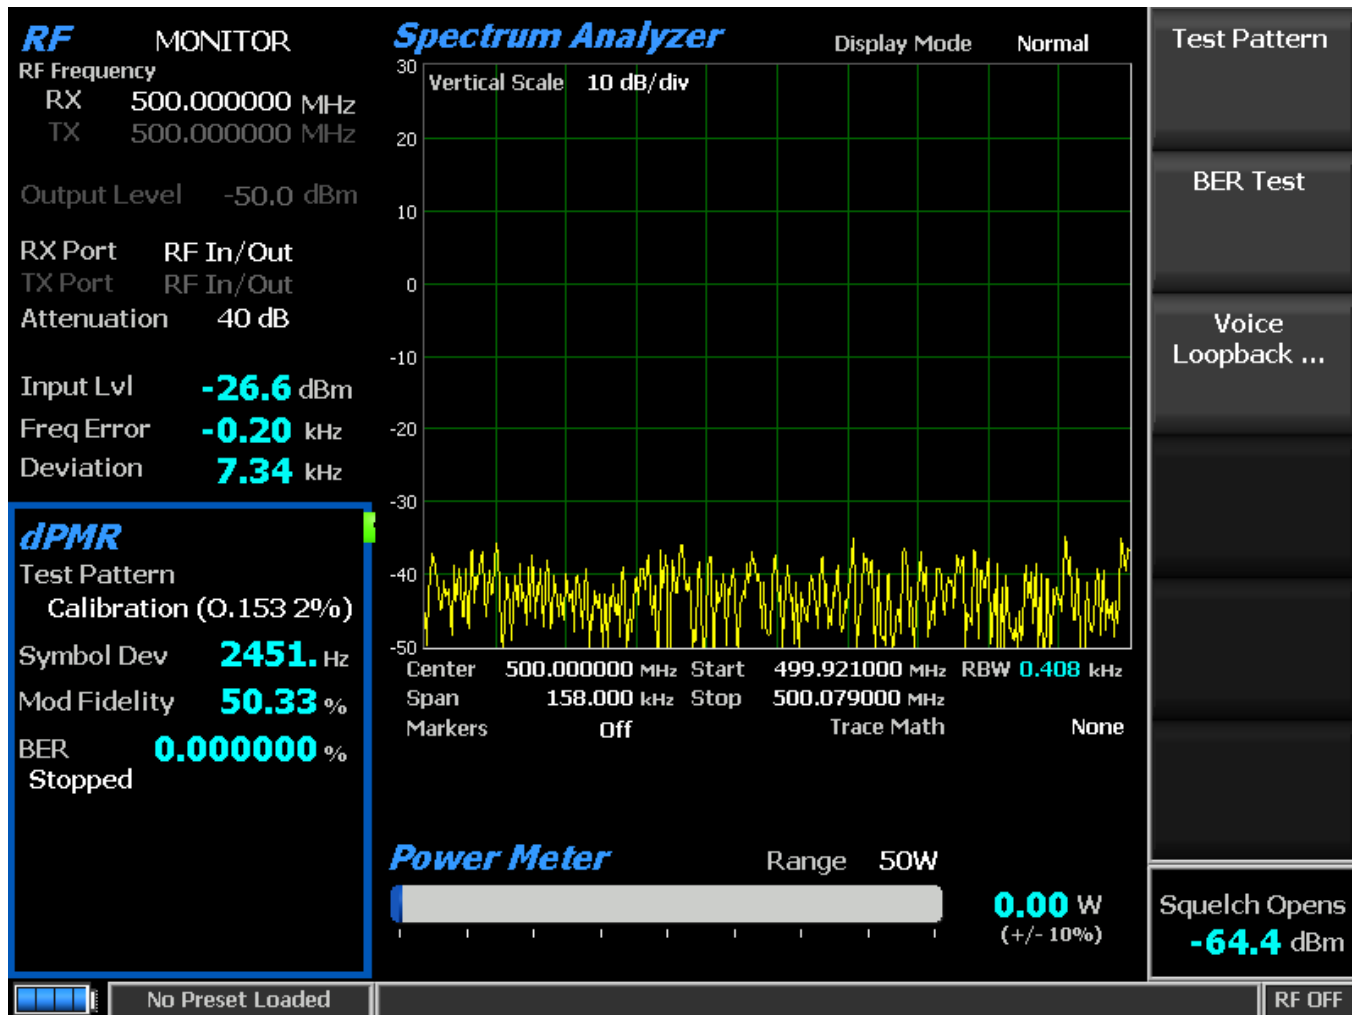 RF MONITOR
RF Frequency
RX 500.000000 MHz
TX 500.000000 MHz
Output Level -50.0 dBm
RX Port RF In/Out
TX Port RF In/Out
Attenuation 40 dB
Input Lvl -26.6 dBm
Freq Error -0.20 kHz
Deviation 7.34 kHz
dPMR
Test Pattern
Calibration (O.153 2%)
Symbol Dev 2451. Hz
Mod Fidelity 50.33 %
BER 0.000000 %
Stopped
Spectrum Analyzer Display Mode Normal
Vertical Scale 10 dB/div
30
20
10
0
-10
-20
-30
-40
-50
Center 500.000000 MHz Start 499.921000 MHz RBW 0.408 kHz
Span 158.000 kHz Stop 500.079000 MHz
Markers Off Trace Math None
Power Meter Range 50W
0.00 W
(+/- 10%)
Test Pattern
BER Test
Voice
Loopback ...
Squelch Opens
-64.4 dBm
No Preset Loaded
RF OFF